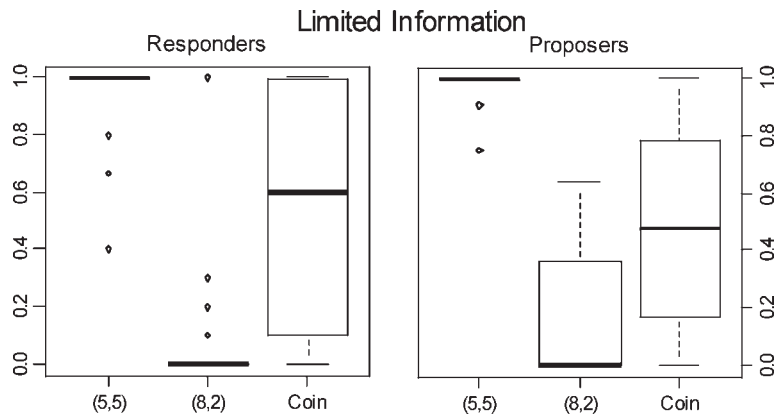 Limited Information
Responders
Proposers
1.0
0.8
0.6
0.4
0.2
0.0
(5,5) (8,2) Coin
(5,5) (8,2) Coin
1.0
0.8
0.6
0.4
0.2
0.0